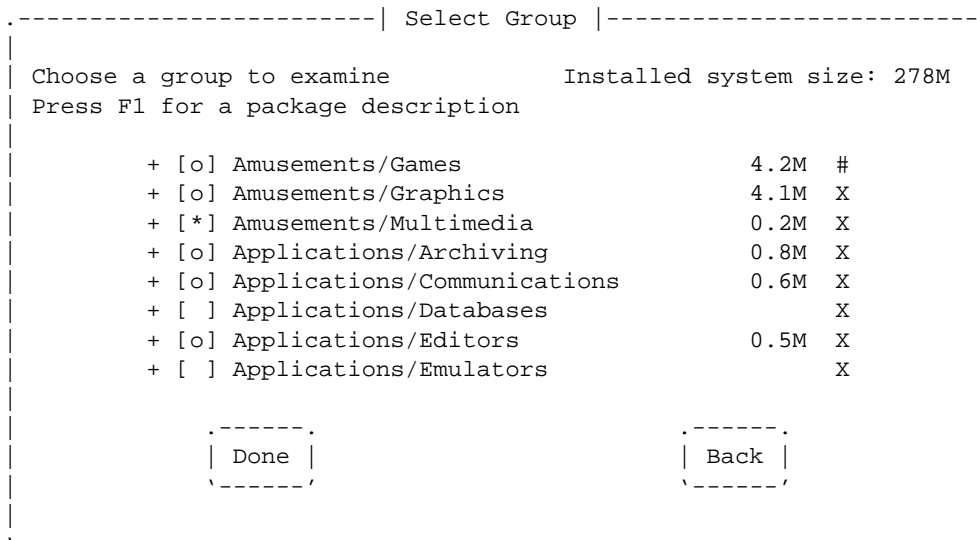 .-------------------------| Select Group |--------------------------
|
| Choose a group to examine            Installed system size: 278M
| Press F1 for a package description
|
|         + [o] Amusements/Games                    4.2M  #
|         + [o] Amusements/Graphics                 4.1M  X
|         + [*] Amusements/Multimedia               0.2M  X
|         + [o] Applications/Archiving              0.8M  X
|         + [o] Applications/Communications         0.6M  X
|         + [ ] Applications/Databases                    X
|         + [o] Applications/Editors                0.5M  X
|         + [ ] Applications/Emulators                    X
|
|             .------.                         .------.
|             | Done |                         | Back |
|             ‘------’                         ‘------’
|